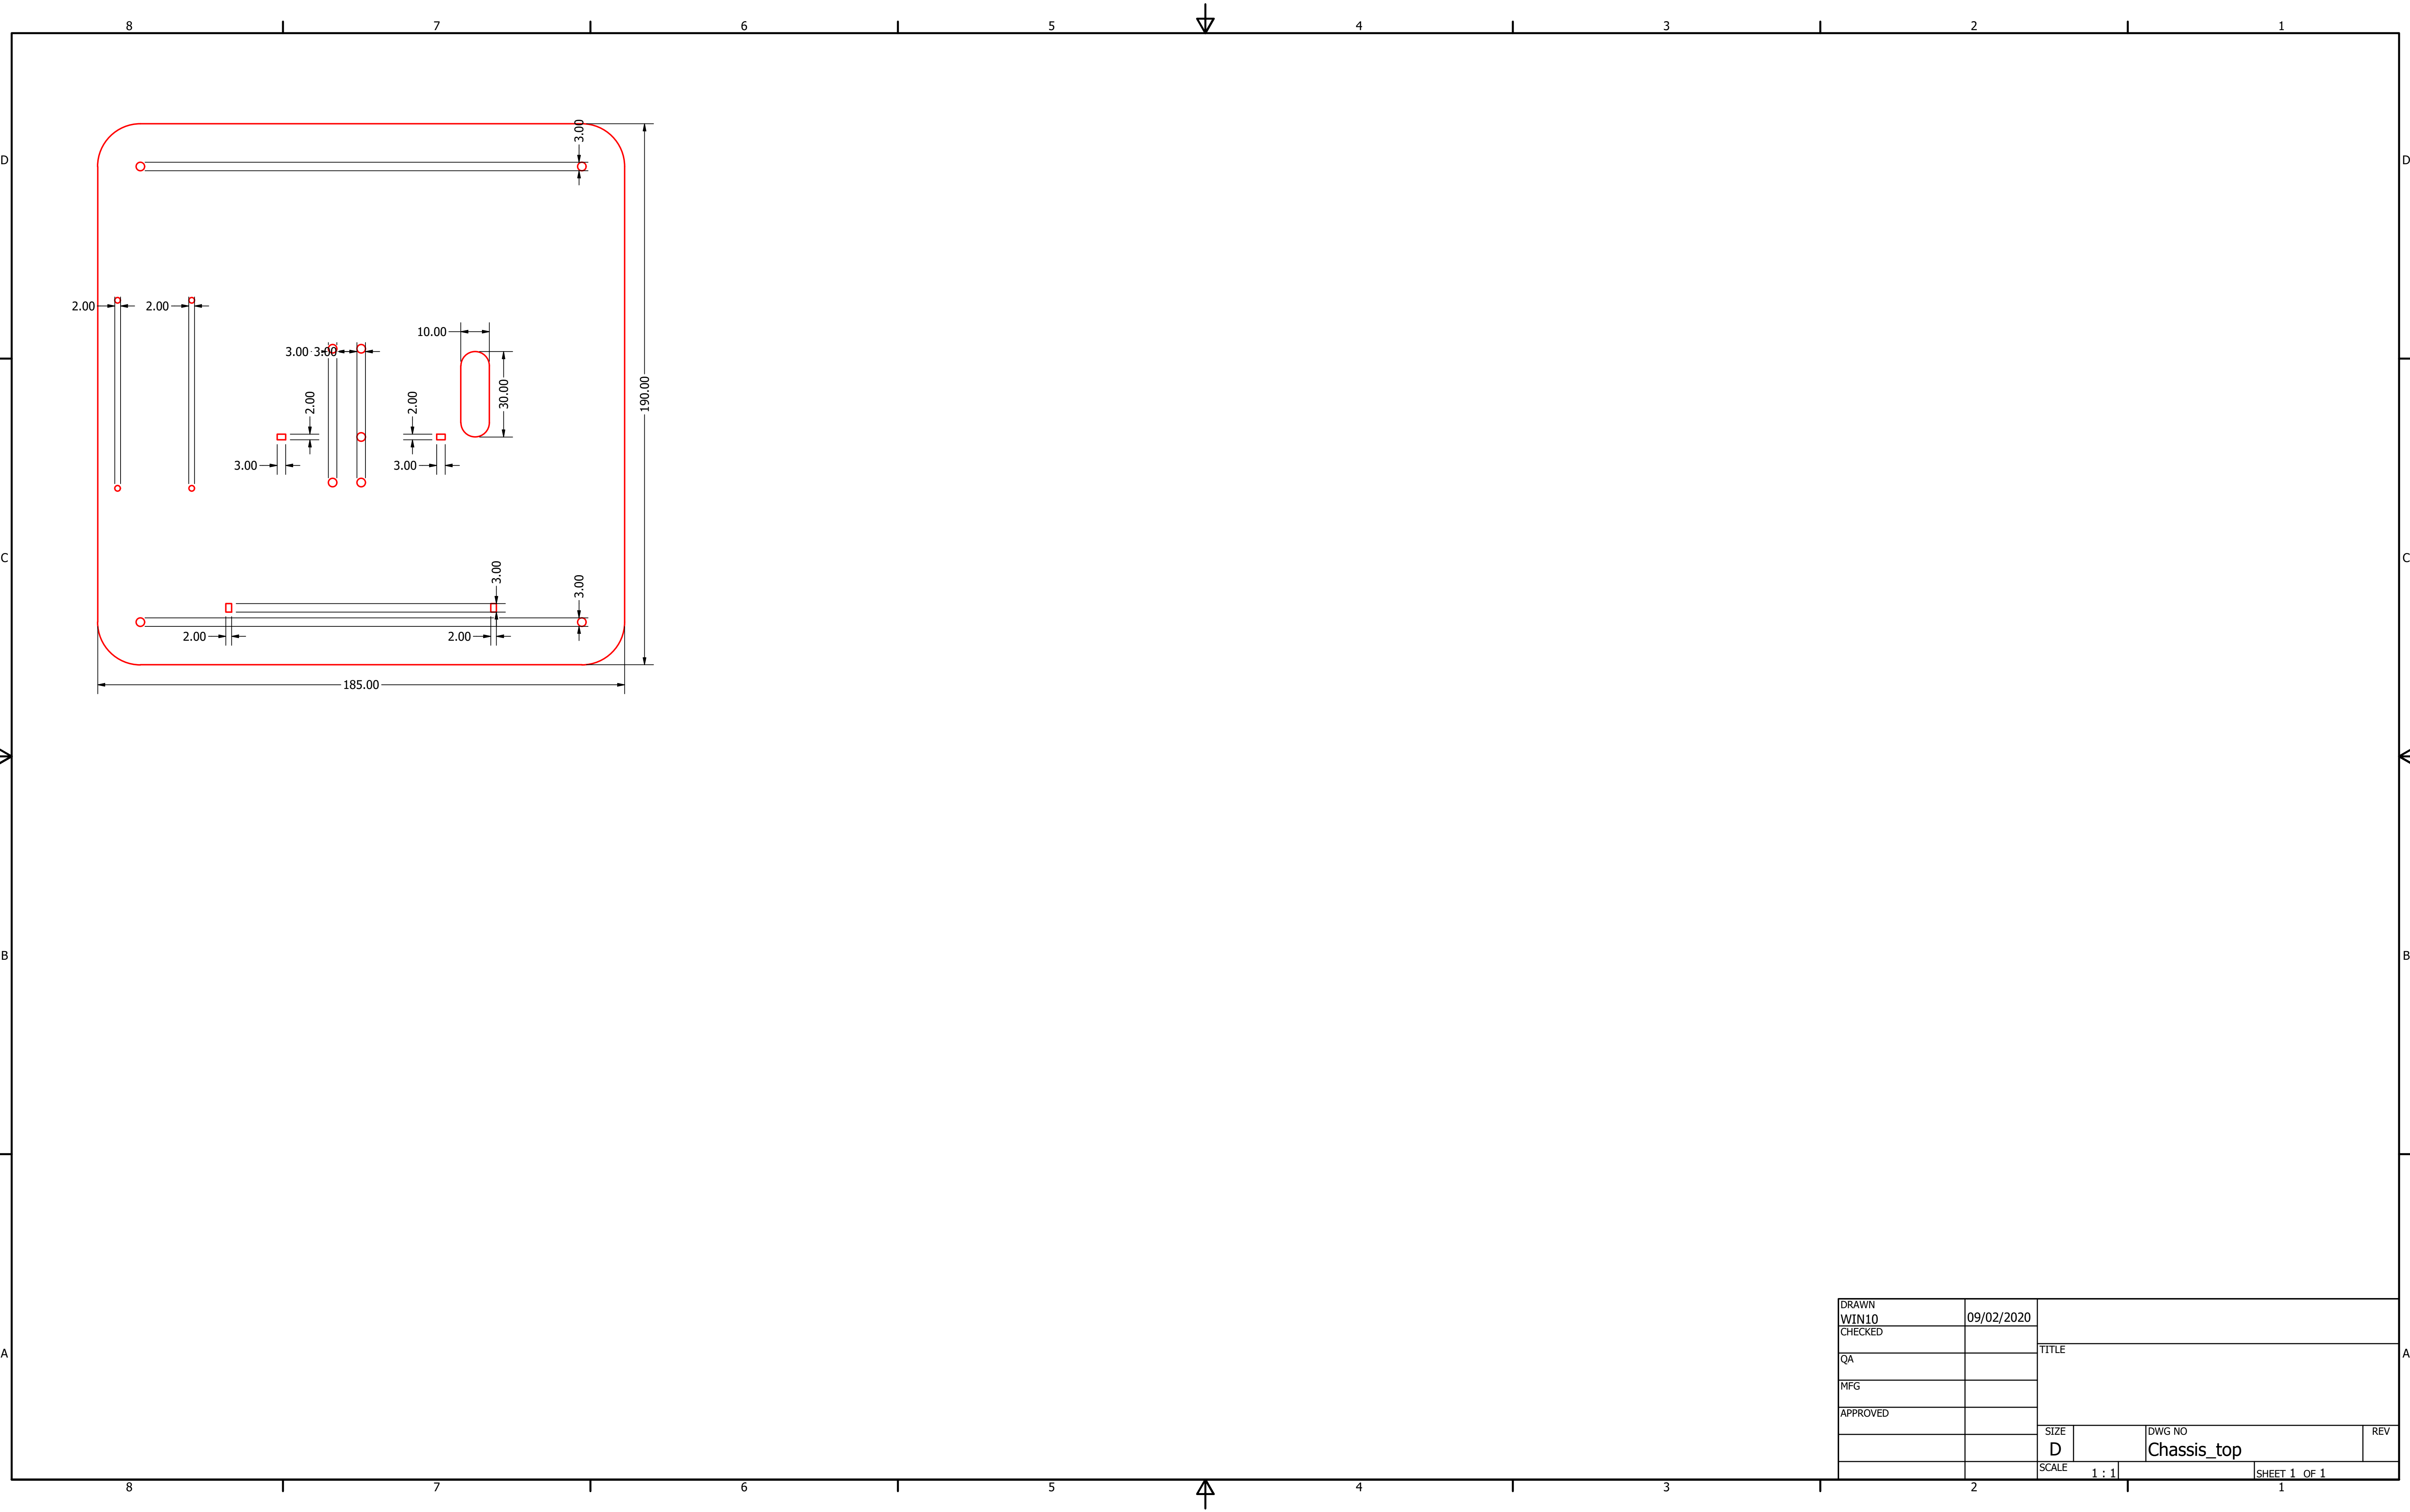 8 7 6 5 4 3 2 1
D D
3.00
2.00 2.00
10.00
3.00 3.00
190.00
30.00
2.00 2.00
3.00 3.00
C C
3.00
3.00
2.00 2.00
185.00
B B
DRAWN
WIN10 09/02/2020
CHECKED
TITLE
A A
QA
MFG
APPROVED
SIZE DWG NO REV
D Chassis_top
SCALE 1 : 1 SHEET 1 OF 1
8 7 6 5 4 3 2 1